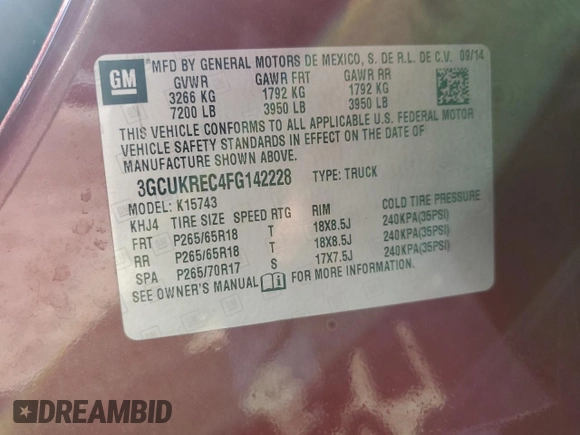 GM
MFD BY GENERAL MOTORS DE MEXICO, S. DE R.L. DE C.V. 09/14
GVWR GAWR FRT GAWR RR
3266 KG 1792 KG 1792 KG
7200 LB 3950 LB 3950 LB
THIS VEHICLE CONFORMS TO ALL APPLICABLE U.S. FEDERAL MOTOR
VEHICLE SAFETY STANDARDS IN EFFECT ON THE DATE OF
MANUFACTURE SHOWN ABOVE.
3GCUKREC4FG142228 TYPE: TRUCK
MODEL: K15743
KHJ4 TIRE SIZE SPEED RTG RIM COLD TIRE PRESSURE
FRT P265/65R18 T 18X8.5J 240KPA(35PSI)
RR P265/65R18 T 18X8.5J 240KPA(35PSI)
SPA P265/70R17 S 17X7.5J 240KPA(35PSI)
SEE OWNER'S MANUAL FOR MORE INFORMATION.
DREAMBID